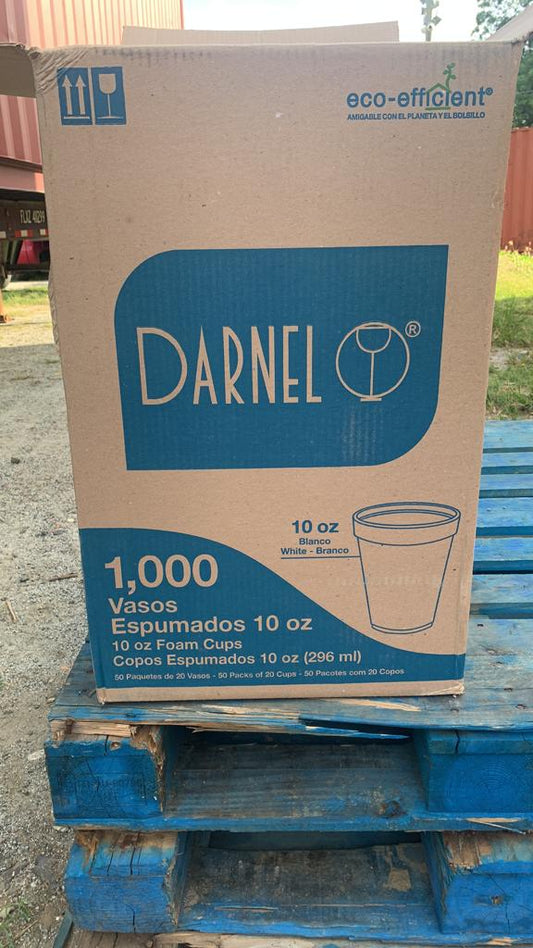 eco-efficient®
AMIGABLE CON EL PLANETA Y EL BOLSILLO
FLXZ 40299
DARNEL ®
10 oz
Blanco
White - Branco
1,000
Vasos
Espumados 10 oz
10 oz Foam Cups
Copos Espumados 10 oz (296 ml)
50 Paquetes de 20 Vasos - 50 Packs of 20 Cups - 50 Pacotes com 20 Copos